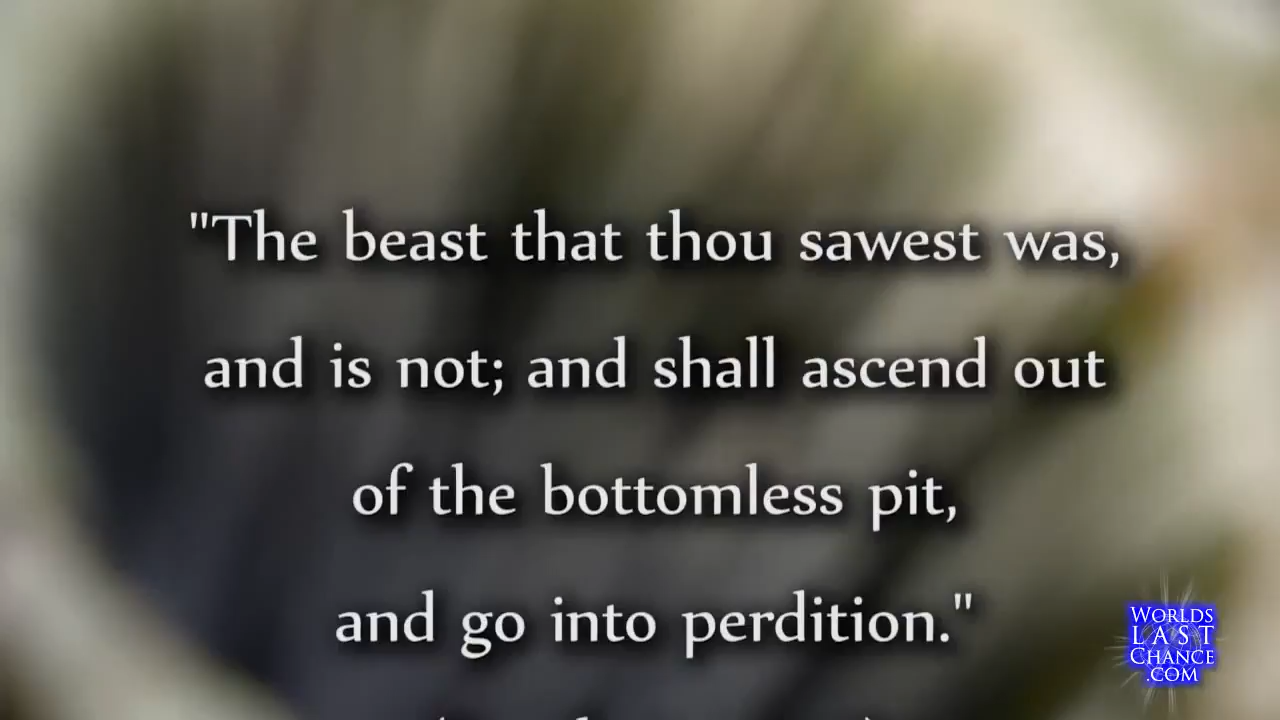 "The beast that thou sawest was,
and is not; and shall ascend out
of the bottomless pit,
and go into perdition."
WORLDS
LAST
CHANCE
.COM